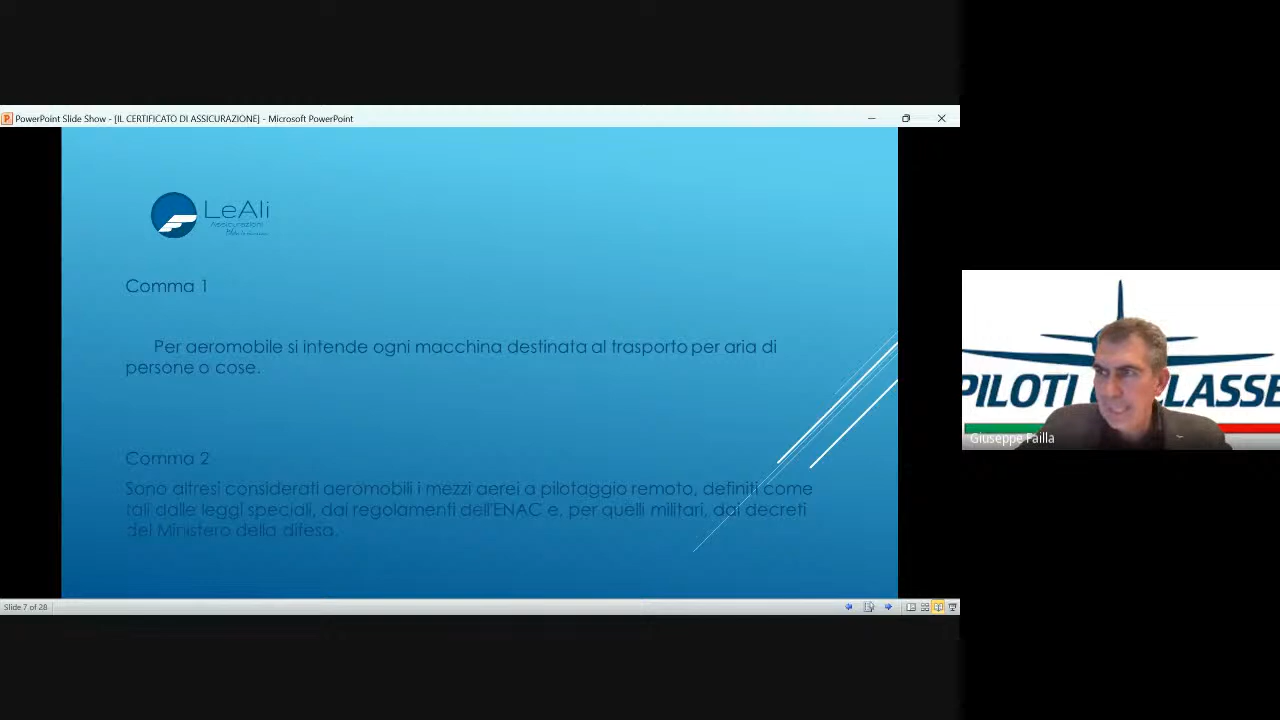 PowerPoint Slide Show - [IL CERTIFICATO DI ASSICURAZIONE] - Microsoft PowerPoint
LeAli
Assicurazioni
Comma 1
Per aeromobile si intende ogni macchina destinata al trasporto per aria di
persone o cose.
Comma 2
Sono altresì considerati aeromobili i mezzi aerei a pilotaggio remoto, definiti come
tali dalle leggi speciali, dai regolamenti dell'ENAC e, per quelli militari, dai decreti
del Ministero della difesa.
Slide 7 of 28
PILOTI
CLASSE
Giuseppe Failla